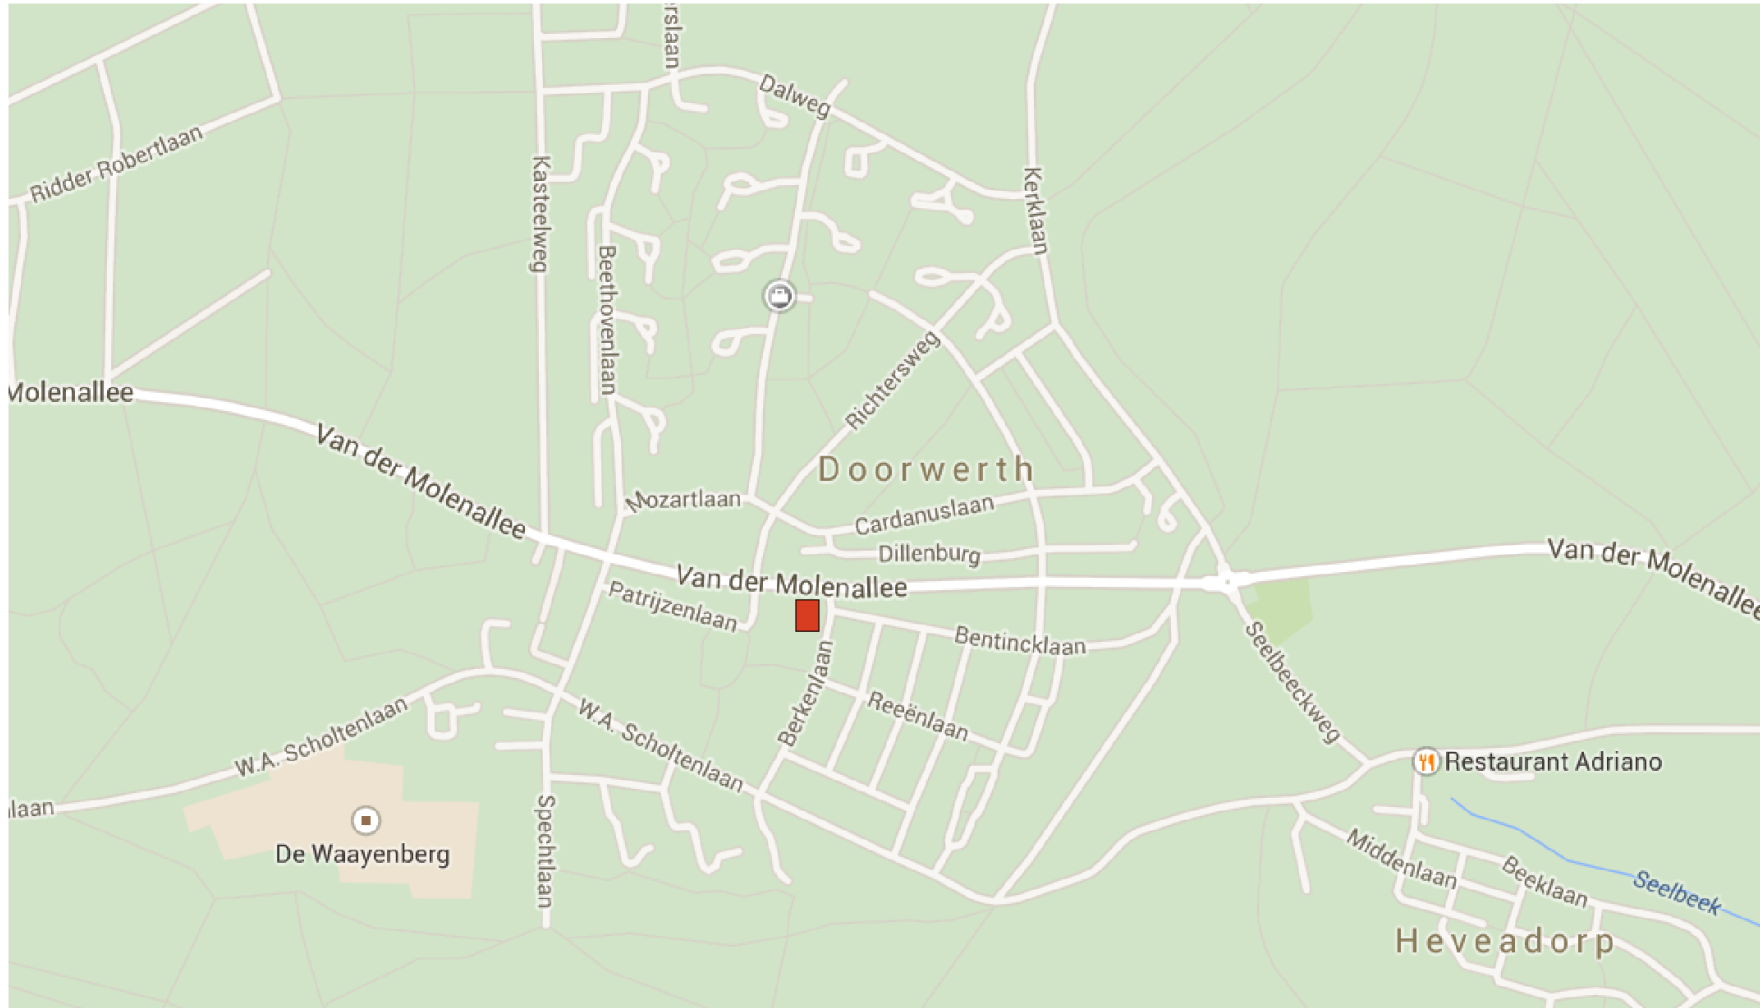 rslaan
Dalweg
Ridder Robertlaan
Kasteelweg
Kerklaan
Beethovenlaan
Richtersweg
Molenallee
Van der Molenallee
Doorwerth
Mozartlaan
Cardanuslaan
Dillenburg
Van der Molenallee
Van der Molenallee
Patrijzenlaan
Bentincklaan
Seelbeeckweg
Berkenlaan
Reeënlaan
W.A. Scholtenlaan
W.A. Scholtenlaan
laan
Restaurant Adriano
De Waayenberg
Spechtlaan
Middenlaan
Beeklaan
Seelbeek
Heveadorp